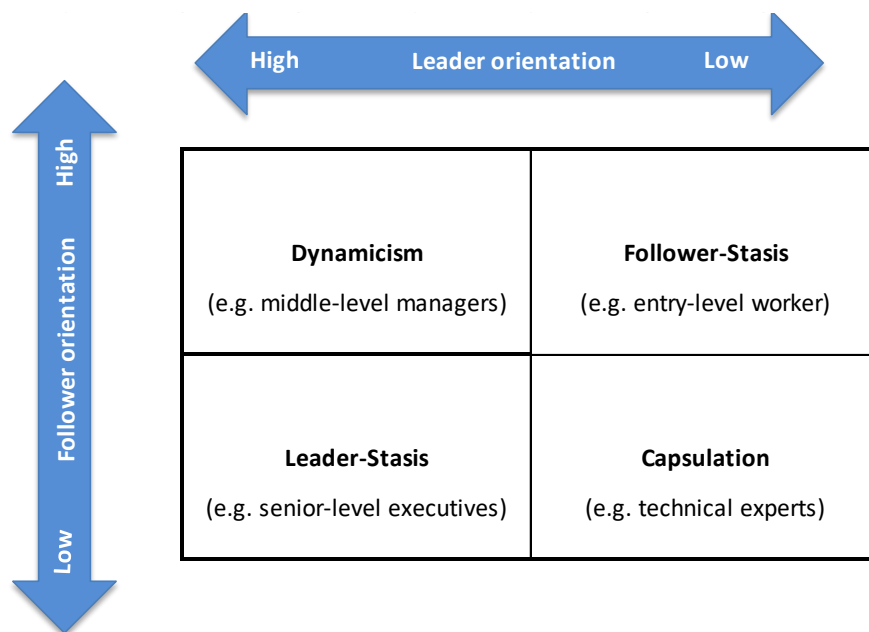 High Leader orientation Low
High
Follower orientation
Low
Dynamicism
(e.g. middle-level managers)
Follower-Stasis
(e.g. entry-level worker)
Leader-Stasis
(e.g. senior-level executives)
Capsulation
(e.g. technical experts)